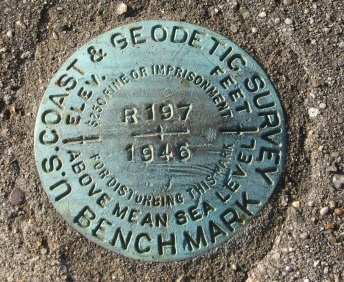 U.S. COAST & GEODETIC SURVEY
BENCH MARK
ELEV. FEET
ABOVE MEAN SEA LEVEL
$250 FINE OR IMPRISONMENT
FOR DISTURBING THIS MARK
R 197
1946